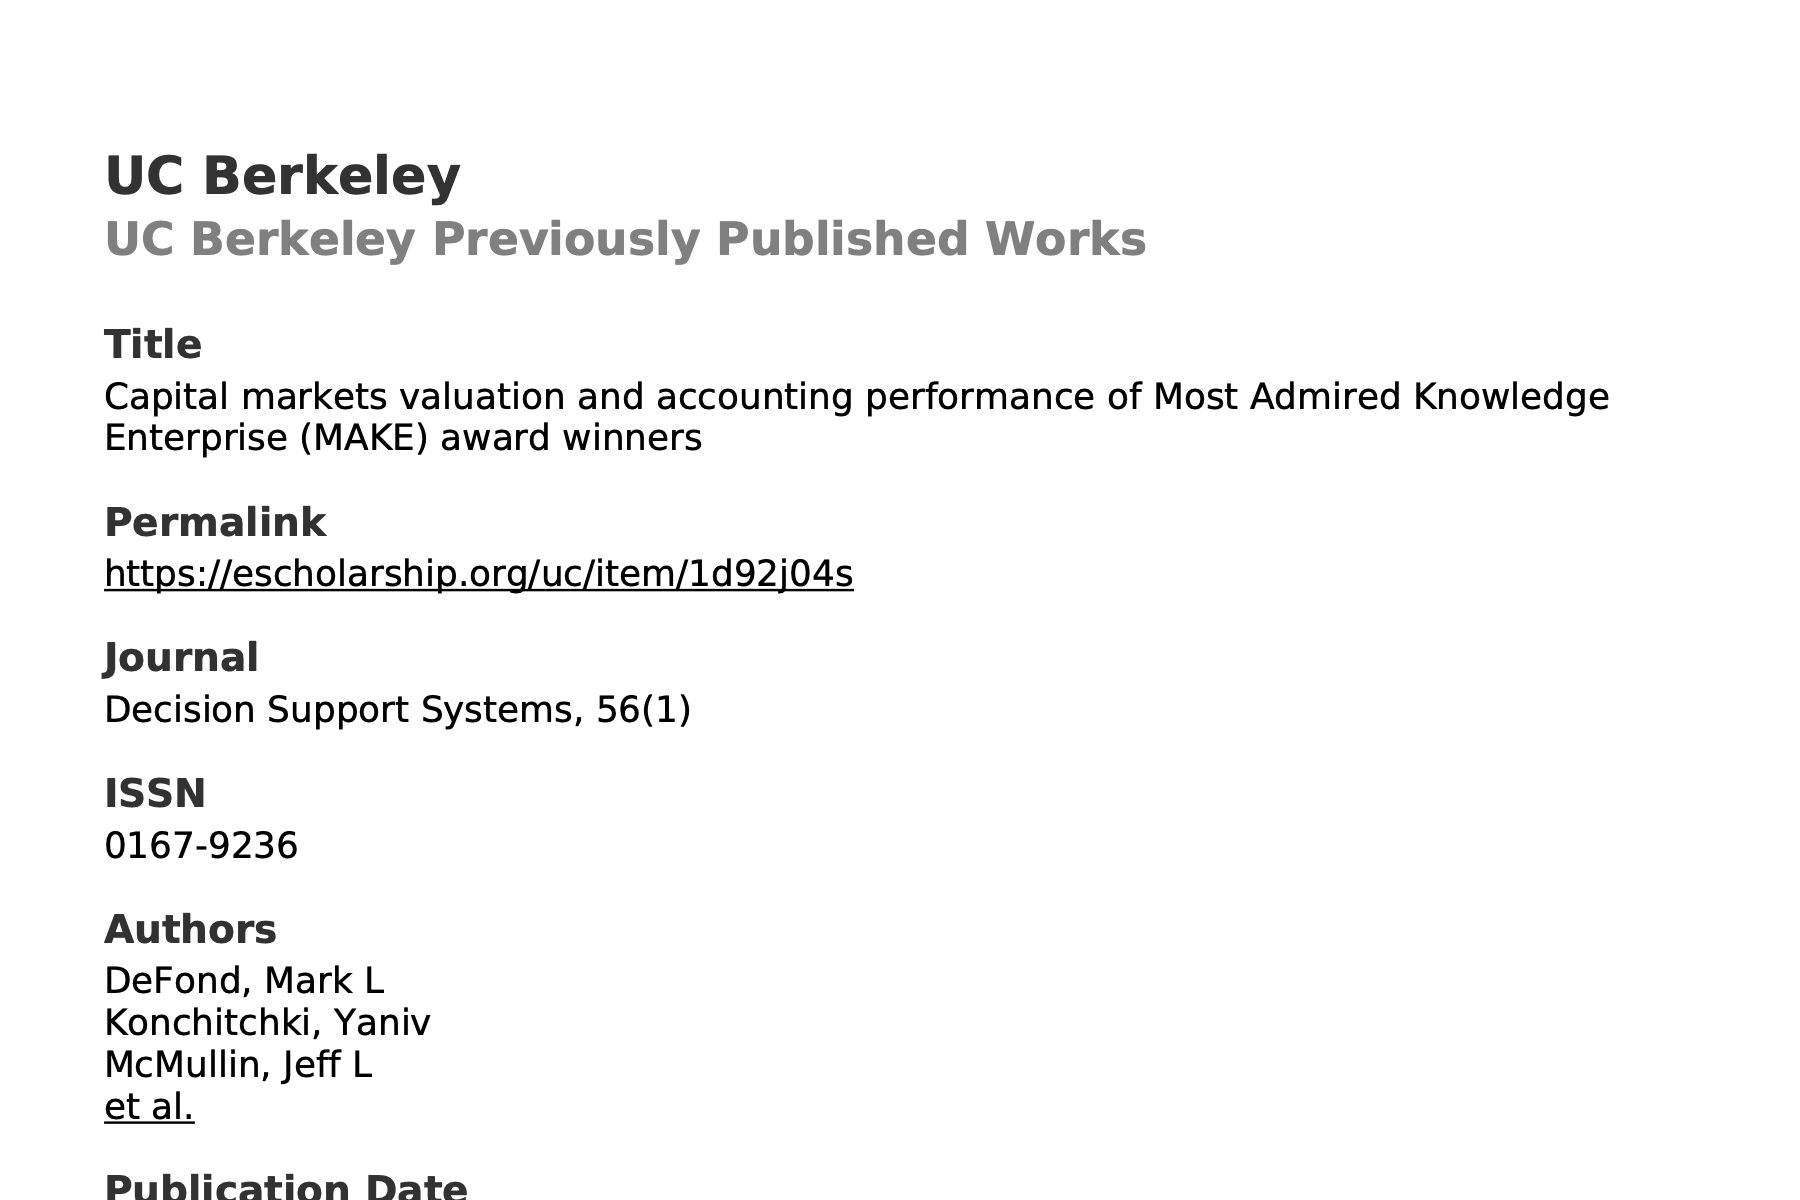 UC Berkeley
UC Berkeley Previously Published Works
Title
Capital markets valuation and accounting performance of Most Admired Knowledge
Enterprise (MAKE) award winners
Permalink
https://escholarship.org/uc/item/1d92j04s
Journal
Decision Support Systems, 56(1)
ISSN
0167-9236
Authors
DeFond, Mark L
Konchitchki, Yaniv
McMullin, Jeff L
et al.
Publication Date